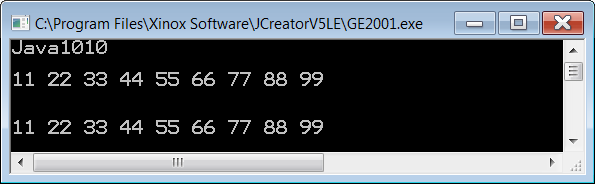 C:\Program Files\Xinox Software\JCreatorV5LE\GE2001.exe
Java1010
11 22 33 44 55 66 77 88 99
11 22 33 44 55 66 77 88 99